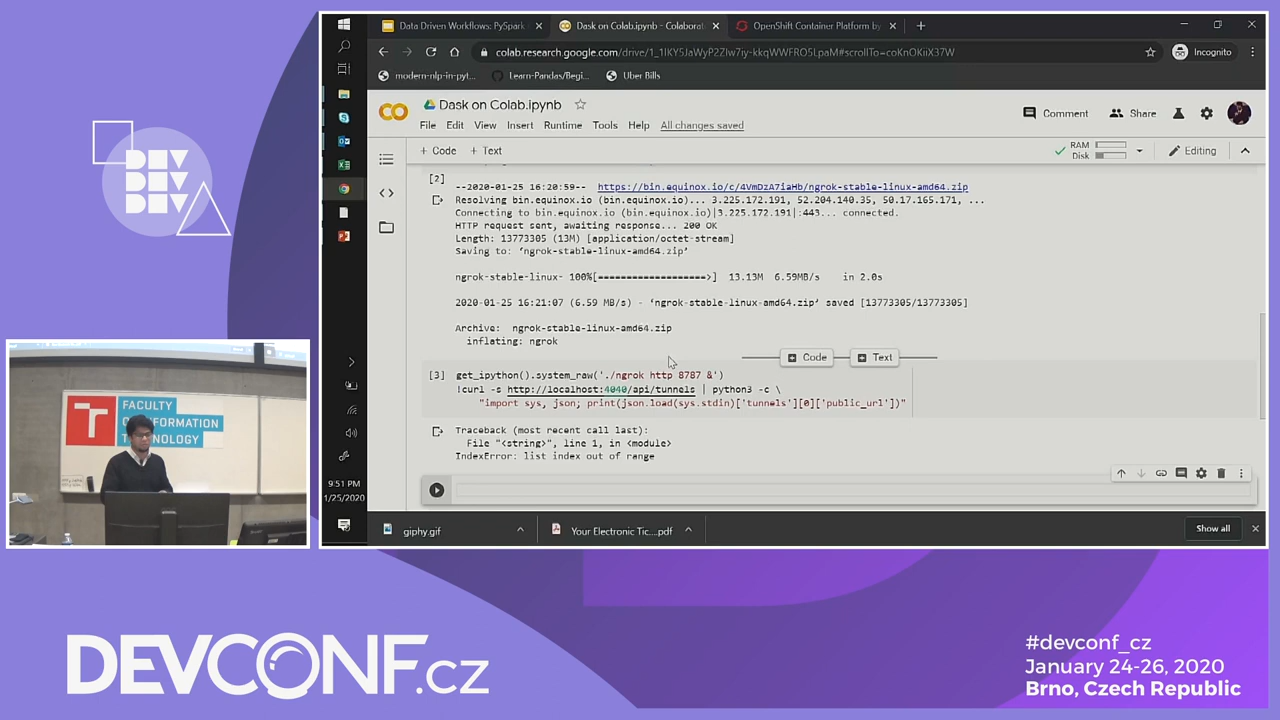 Data Driven Workflows: PySpark
Dask on Colab.ipynb - Colaborat
OpenShift Container Platform by
colab.research.google.com/drive/1_1IKY5JaWyP2ZIw7iy-kkqWWFRO5LpaM#scrollTo=coKnOKiiX37W
Incognito
modern-nlp-in-pyt...
Learn-Pandas/Begi...
Uber Bills
Dask on Colab.ipynb
Comment
Share
File Edit View Insert Runtime Tools Help All changes saved
+ Code + Text
RAM
Disk
Editing
[2]
--2020-01-25 16:20:59-- https://bin.equinox.io/c/4VmDzA7iaHb/ngrok-stable-linux-amd64.zip
Resolving bin.equinox.io (bin.equinox.io)... 3.225.172.191, 52.204.140.35, 50.17.165.171, ...
Connecting to bin.equinox.io (bin.equinox.io)|3.225.172.191|:443... connected.
HTTP request sent, awaiting response... 200 OK
Length: 13773305 (13M) [application/octet-stream]
Saving to: ‘ngrok-stable-linux-amd64.zip’
ngrok-stable-linux- 100%[===================>] 13.13M 6.59MB/s in 2.0s
2020-01-25 16:21:07 (6.59 MB/s) - ‘ngrok-stable-linux-amd64.zip’ saved [13773305/13773305]
Archive: ngrok-stable-linux-amd64.zip
inflating: ngrok
Code
Text
[3] get_ipython().system_raw('./ngrok http 8787 &')
!curl -s http://localhost:4040/api/tunnels | python3 -c \
"import sys, json; print(json.load(sys.stdin)['tunnels'][0]['public_url'])"
Traceback (most recent call last):
File "<string>", line 1, in <module>
IndexError: list index out of range
9:51 PM
1/25/2020
giphy.gif
Your Electronic Tic....pdf
Show all
DEV
DEV
DEV
FACULTY
OF INFORMATION
TECHNOLOGY
DEVCONF.cz
#devconf_cz
January 24-26, 2020
Brno, Czech Republic